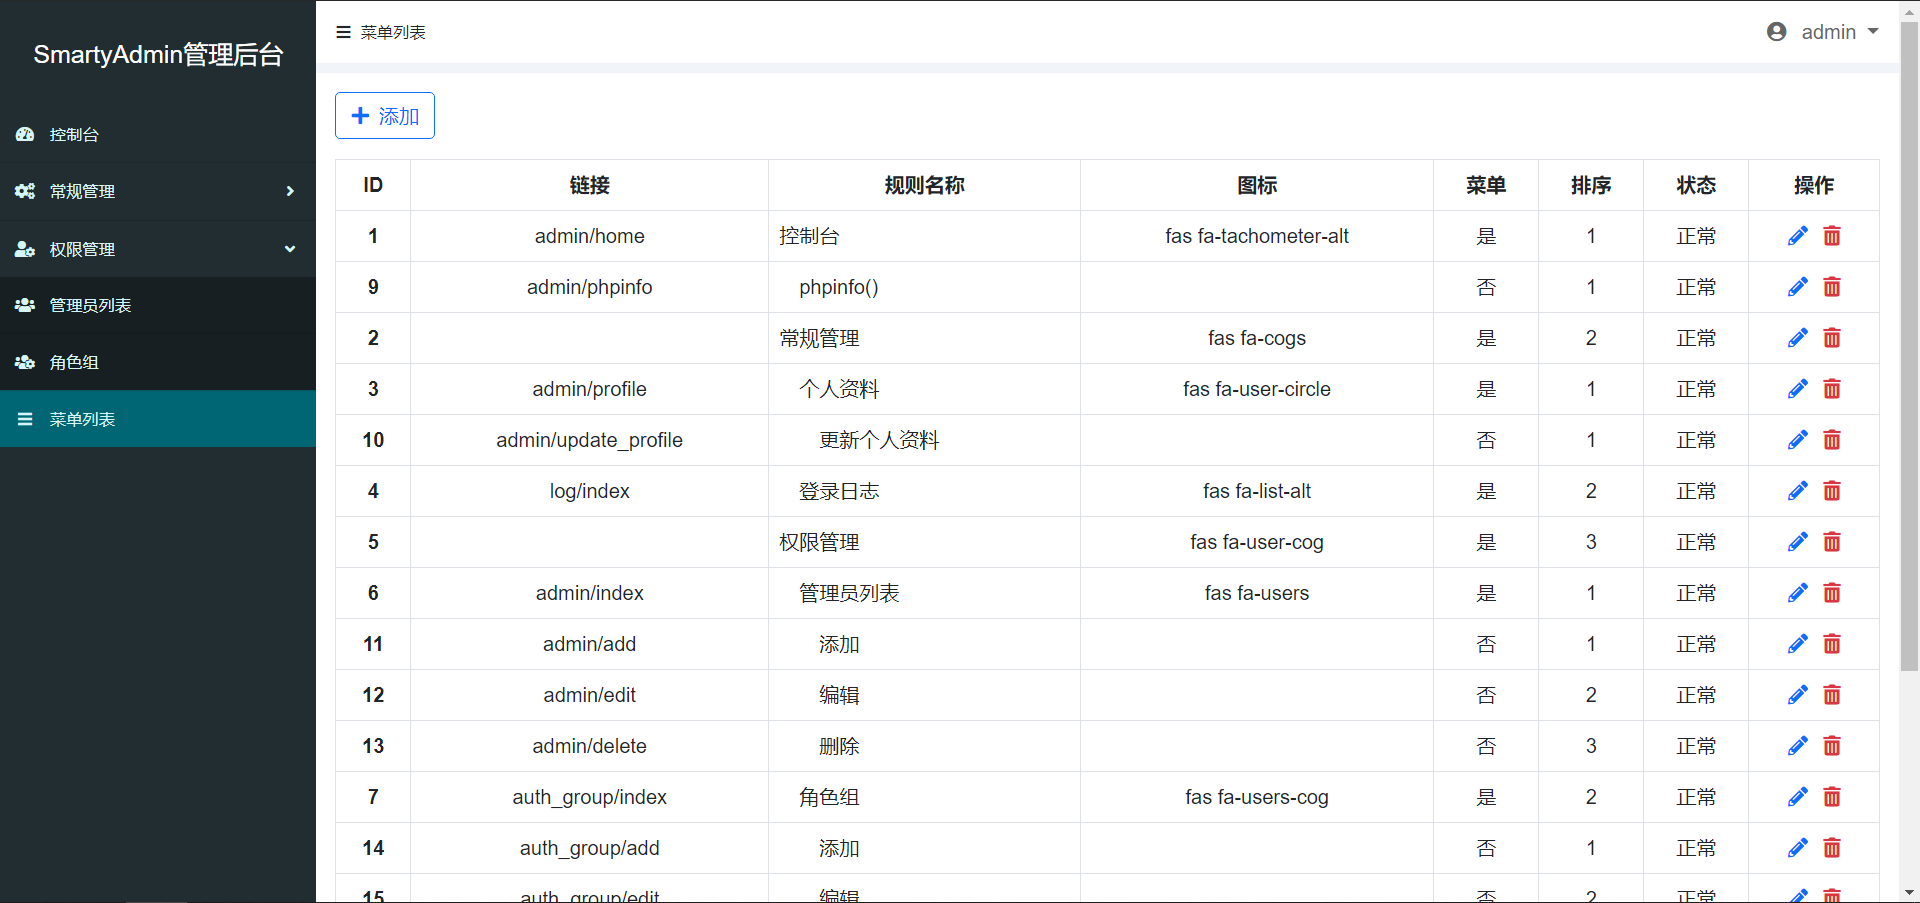 SmartyAdmin管理后台
控制台
常规管理
权限管理
管理员列表
角色组
菜单列表
菜单列表
admin
添加
ID 链接 规则名称 图标 菜单 排序 状态 操作
1 admin/home 控制台 fas fa-tachometer-alt 是 1 正常
9 admin/phpinfo phpinfo() 否 1 正常
2 常规管理 fas fa-cogs 是 2 正常
3 admin/profile 个人资料 fas fa-user-circle 是 1 正常
10 admin/update_profile 更新个人资料 否 1 正常
4 log/index 登录日志 fas fa-list-alt 是 2 正常
5 权限管理 fas fa-user-cog 是 3 正常
6 admin/index 管理员列表 fas fa-users 是 1 正常
11 admin/add 添加 否 1 正常
12 admin/edit 编辑 否 2 正常
13 admin/delete 删除 否 3 正常
7 auth_group/index 角色组 fas fa-users-cog 是 2 正常
14 auth_group/add 添加 否 1 正常
15 auth_group/edit 编辑 否 2 正常